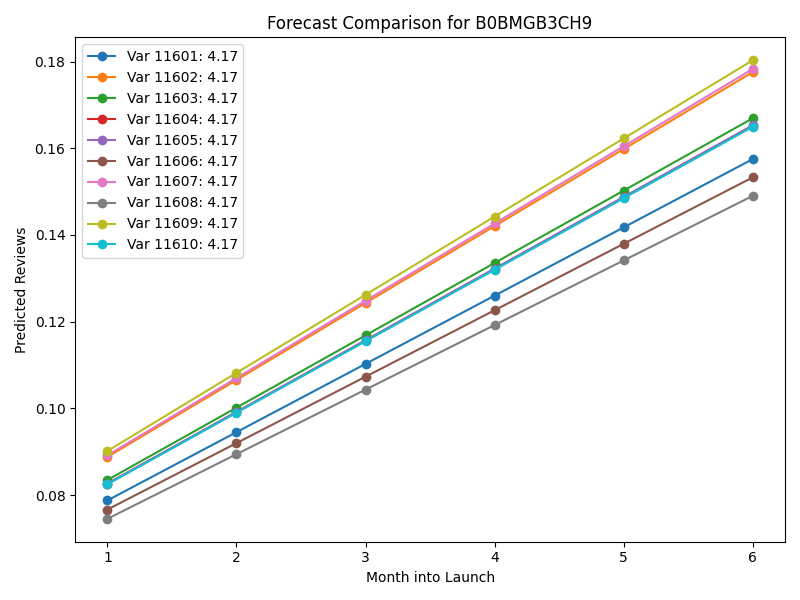 Forecast Comparison for B0BMGB3CH9
Var 11601: 4.17
Var 11602: 4.17
Var 11603: 4.17
Var 11604: 4.17
Var 11605: 4.17
Var 11606: 4.17
Var 11607: 4.17
Var 11608: 4.17
Var 11609: 4.17
Var 11610: 4.17
Predicted Reviews
0.18
0.16
0.14
0.12
0.10
0.08
1 2 3 4 5 6
Month into Launch